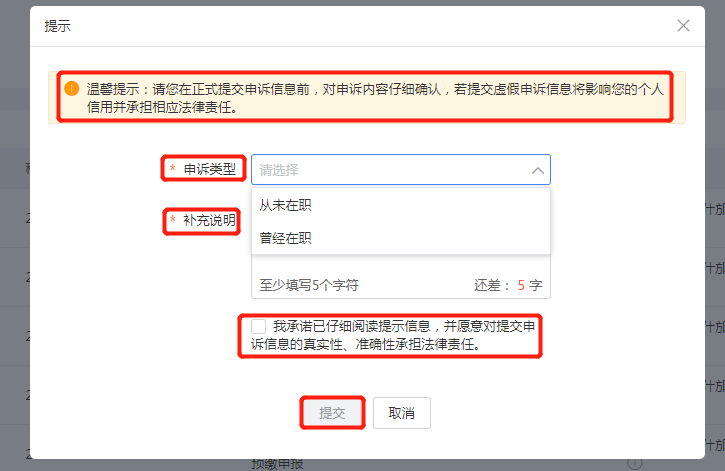 提示
温馨提示：请您在正式提交申诉信息前，对申诉内容仔细确认，若提交虚假申诉信息将影响您的个人
信用并承担相应法律责任。
* 申诉类型 请选择
从未在职
* 补充说明
曾经在职
至少填写5个字符 还差： 5 字
我承诺已仔细阅读提示信息，并愿意对提交申
诉信息的真实性、准确性承担法律责任。
提交 取消
预缴申报